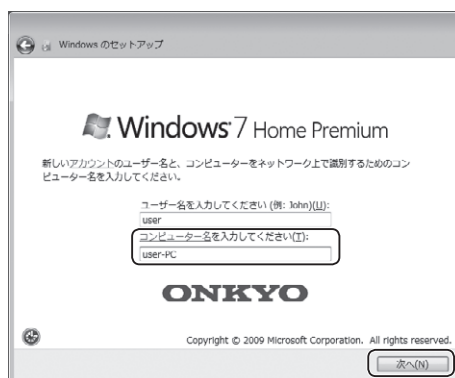 Windows のセットアップ
Windows 7 Home Premium
新しいアカウントのユーザー名と、コンピューターをネットワーク上で識別するためのコン
ピューター名を入力してください。
ユーザー名を入力してください (例: John)(U):
user
コンピューター名を入力してください(T):
user-PC
ONKYO
Copyright © 2009 Microsoft Corporation. All rights reserved.
次へ(N)